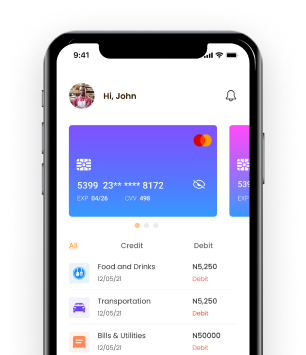 9:41
Hi, John
5399 23** **** 8172
EXP 04/26 CVV 498
All Credit Debit
Food and Drinks N5,250
12/05/21 Debit
Transportation N5,250
12/05/21 Debit
Bills & Utilities N50000
12/05/21 Debit